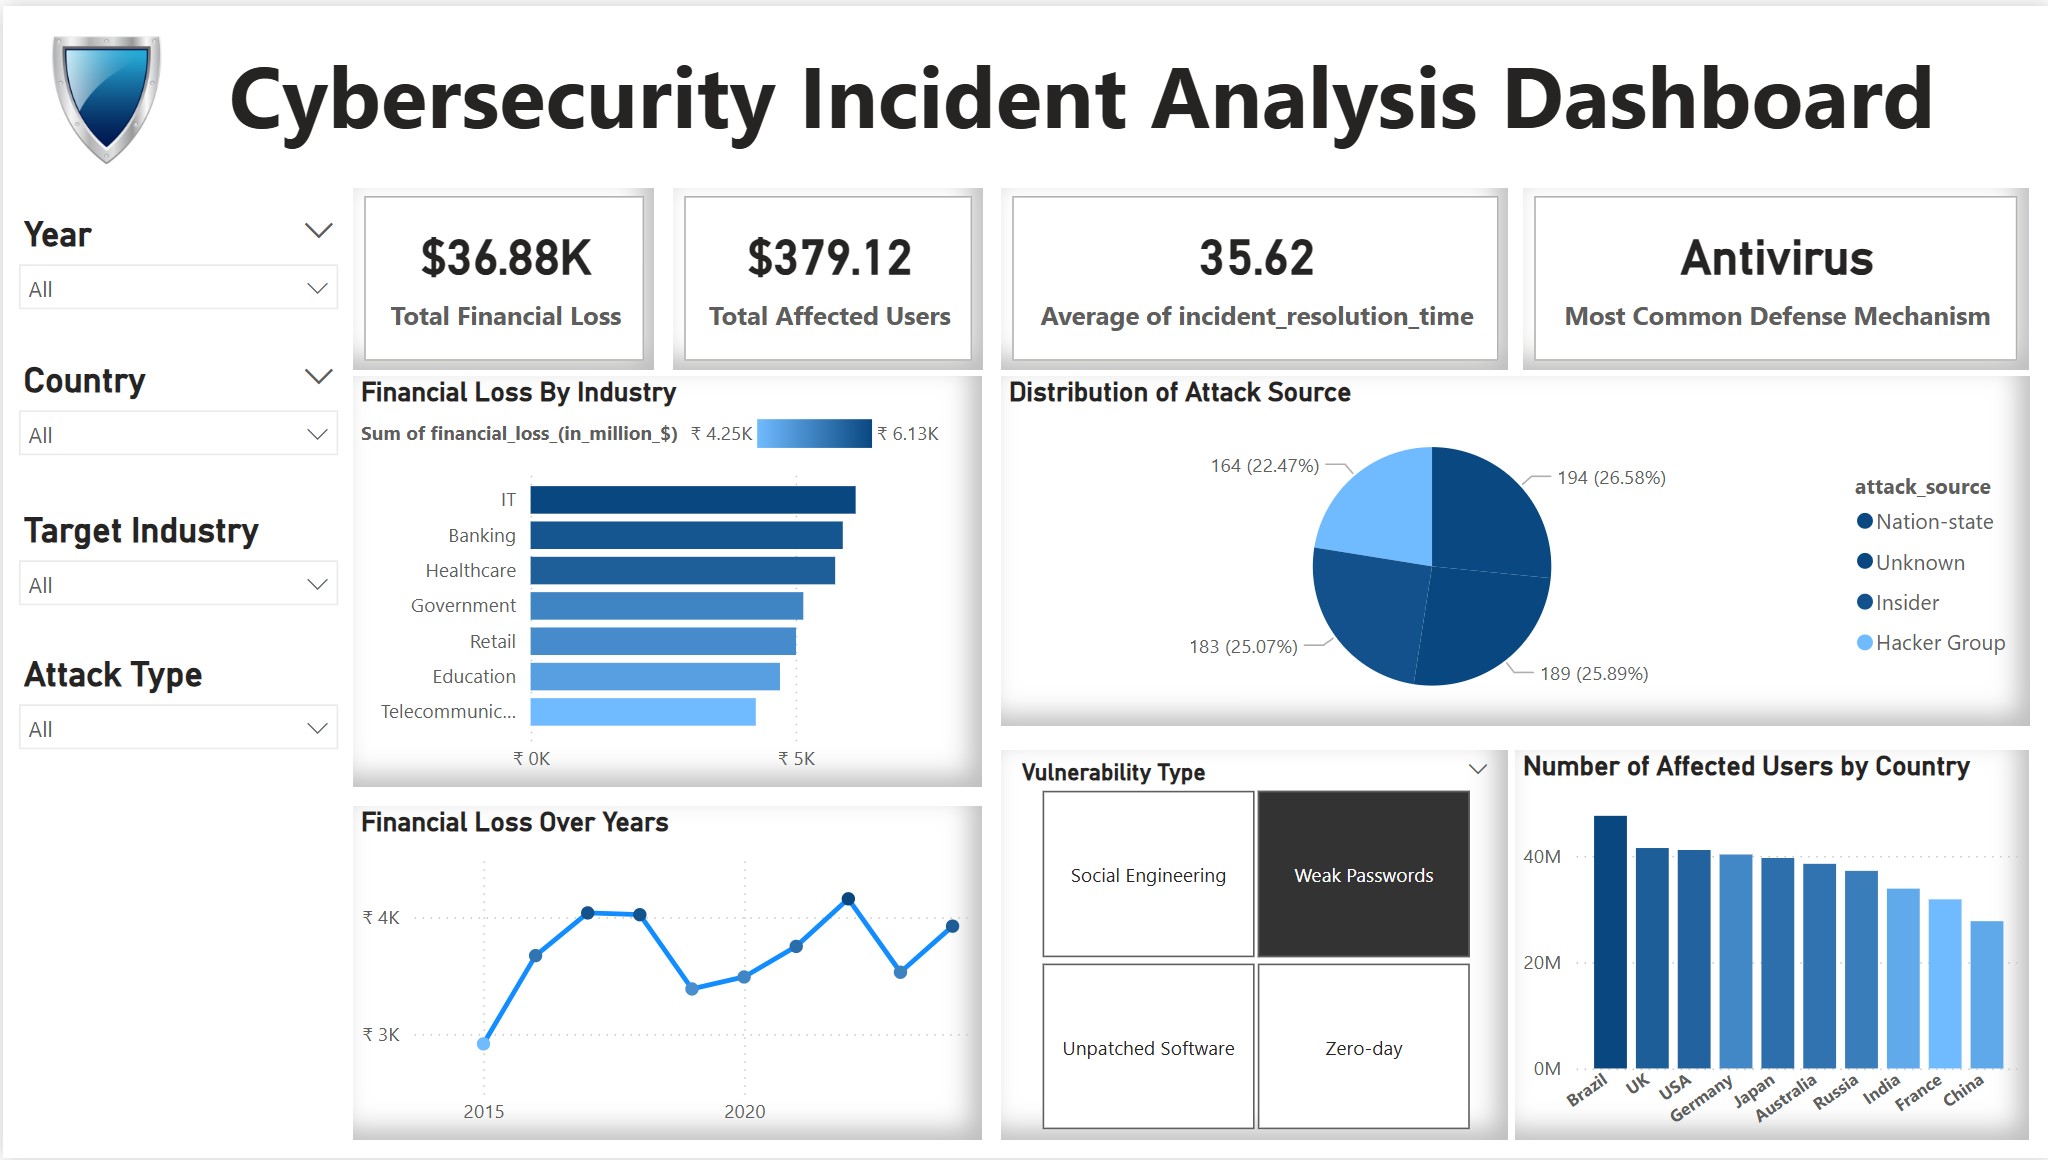 Cybersecurity Incident Analysis Dashboard
Year
All
Country
All
Target Industry
All
Attack Type
All
$36.88K
Total Financial Loss
$379.12
Total Affected Users
35.62
Average of incident_resolution_time
Antivirus
Most Common Defense Mechanism
Financial Loss By Industry
Sum of financial_loss_(in_million_$) ₹ 4.25K ₹ 6.13K
IT
Banking
Healthcare
Government
Retail
Education
Telecommunic...
₹ 0K ₹ 5K
Distribution of Attack Source
164 (22.47%)
194 (26.58%)
183 (25.07%)
189 (25.89%)
attack_source
Nation-state
Unknown
Insider
Hacker Group
Financial Loss Over Years
₹ 4K
₹ 3K
2015 2020
Vulnerability Type
Social Engineering
Weak Passwords
Unpatched Software
Zero-day
Number of Affected Users by Country
40M
20M
0M
Brazil
UK
USA
Germany
Japan
Australia
Russia
India
France
China